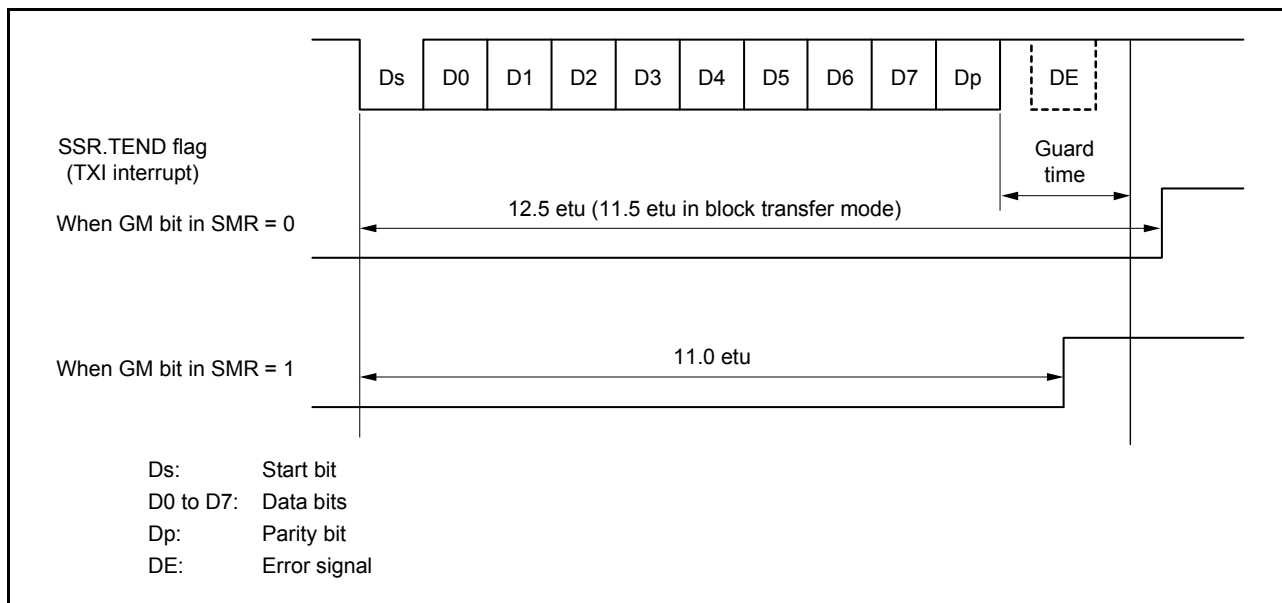 Ds D0 D1 D2 D3 D4 D5 D6 D7 Dp DE
SSR.TEND flag
(TXI interrupt)
Guard
time
When GM bit in SMR = 0
12.5 etu (11.5 etu in block transfer mode)
When GM bit in SMR = 1
11.0 etu
Ds: Start bit
D0 to D7: Data bits
Dp: Parity bit
DE: Error signal